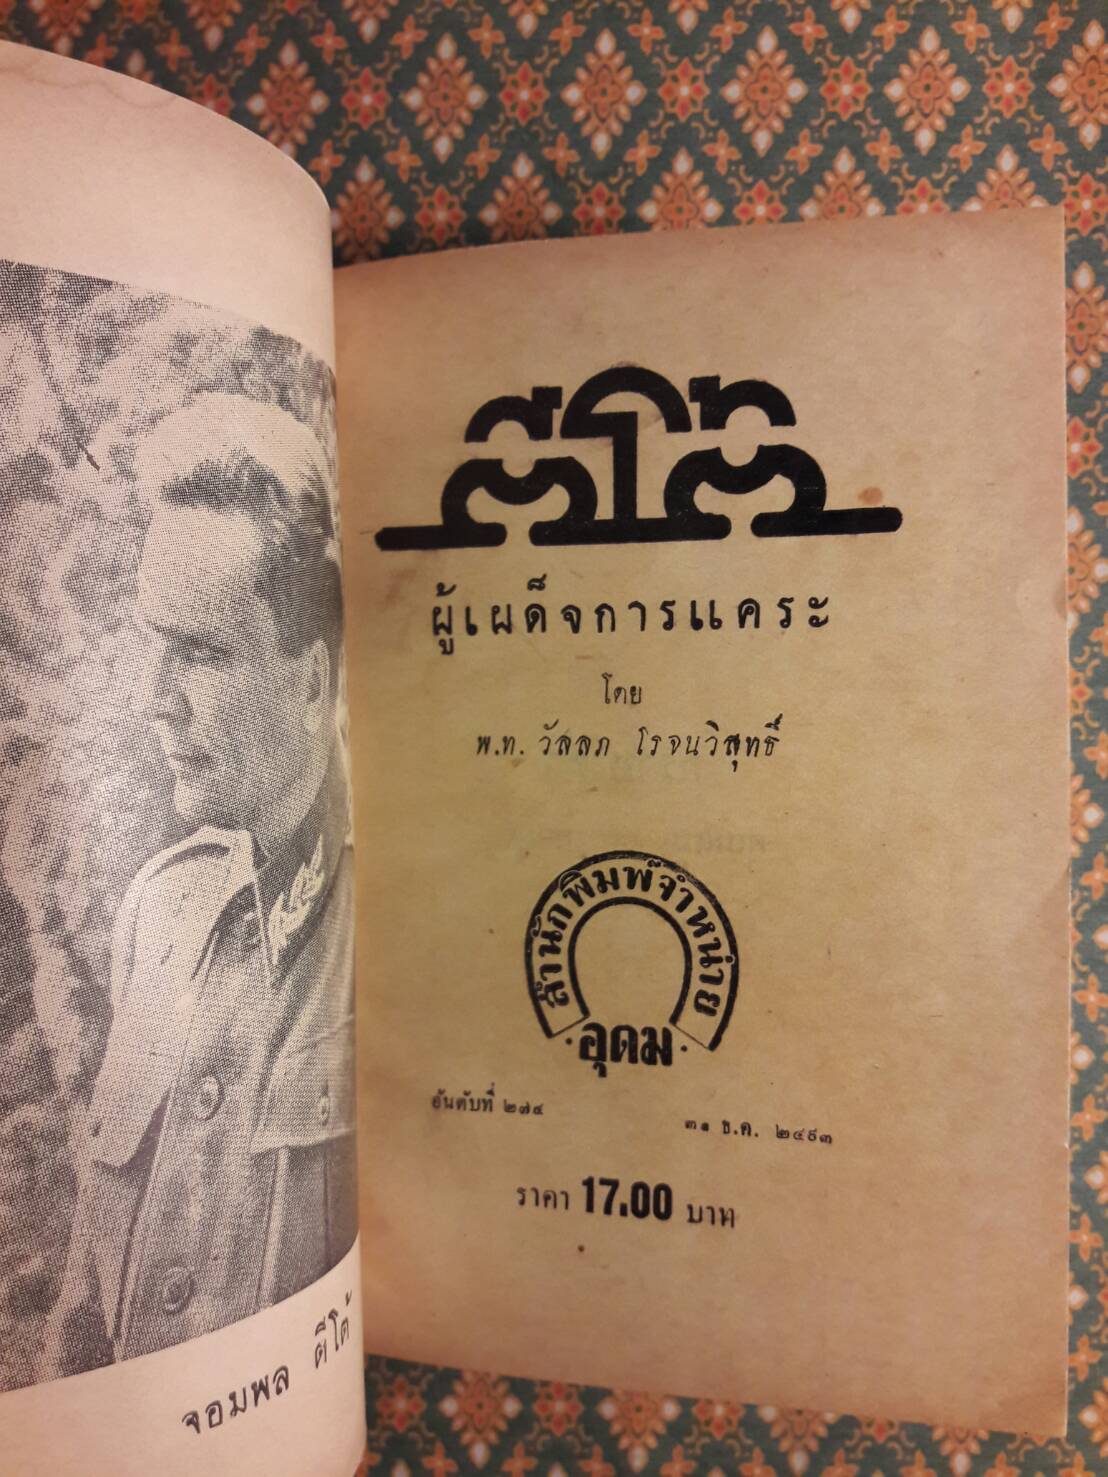 ตีโต้
ผู้เผด็จการแคระ
โดย
พ.ท. วัลลภ โรจนวิสุทธิ์
สำนักพิมพ์จำหน่าย
·อุดม·
อันดับที่ ๒๗๔
๓๑ ธ.ค. ๒๔๙๓
ราคา 17.00 บาท
จอมพล ตีโต้